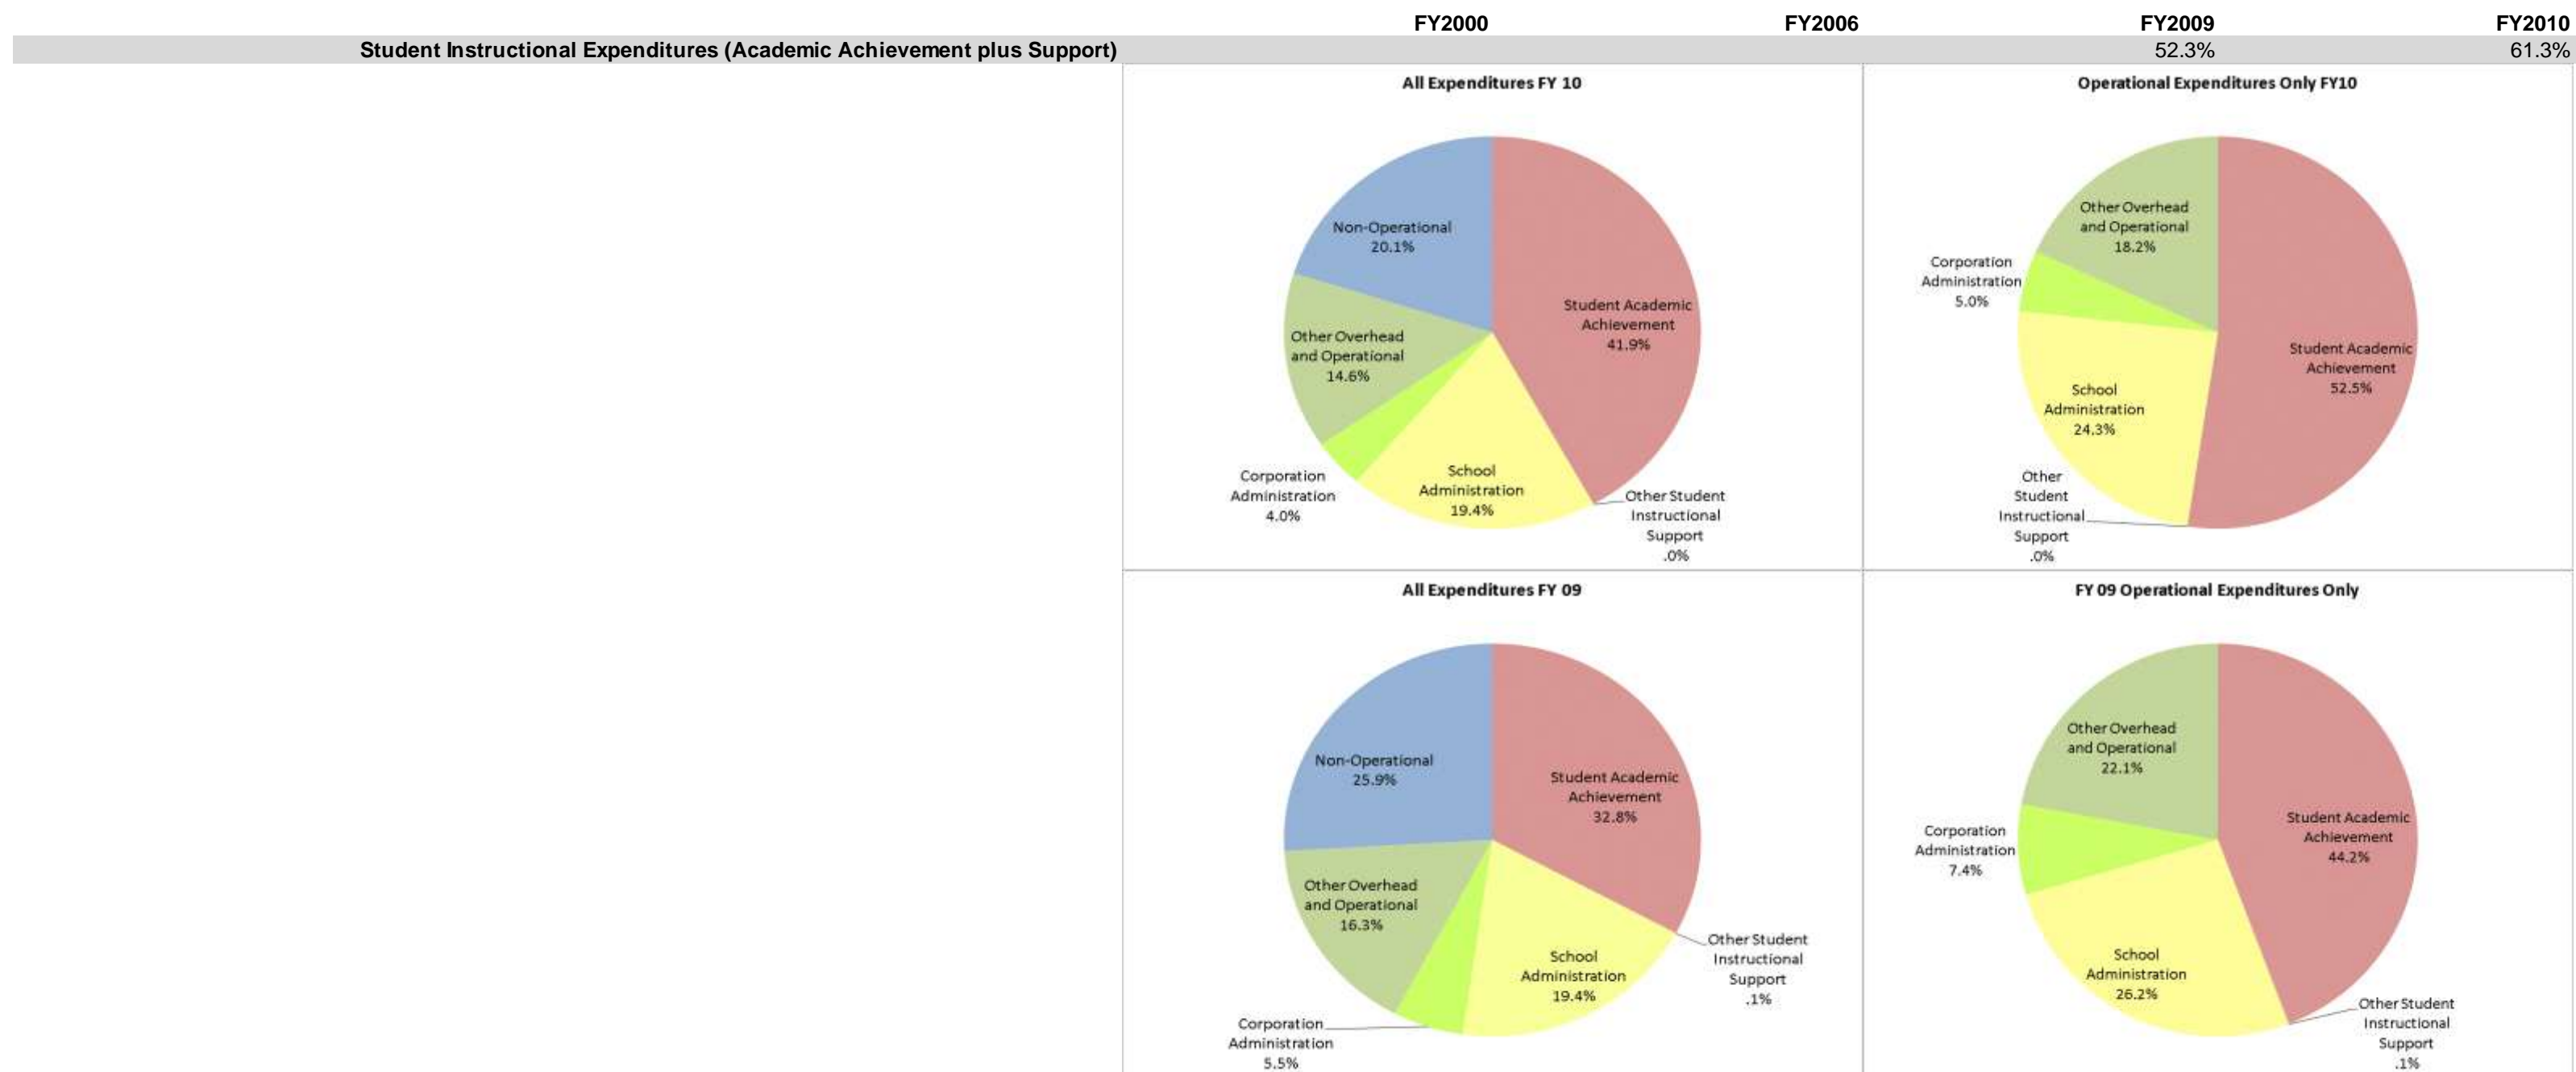 FY2000 FY2006 FY2009 FY2010
Student Instructional Expenditures (Academic Achievement plus Support) 52.3% 61.3%
All Expenditures FY 10
Non-Operational
20.1%
Student Academic
Achievement
41.9%
Other Overhead
and Operational
14.6%
Corporation
Administration
4.0%
School
Administration
19.4%
Other Student
Instructional
Support
.0%
Operational Expenditures Only FY10
Other Overhead
and Operational
18.2%
Corporation
Administration
5.0%
Student Academic
Achievement
52.5%
School
Administration
24.3%
Other
Student
Instructional
Support
.0%
All Expenditures FY 09
Non-Operational
25.9%
Student Academic
Achievement
32.8%
Other Overhead
and Operational
16.3%
Other Student
Instructional
Support
.1%
School
Administration
19.4%
Corporation
Administration
5.5%
FY 09 Operational Expenditures Only
Other Overhead
and Operational
22.1%
Corporation
Administration
7.4%
Student Academic
Achievement
44.2%
School
Administration
26.2%
Other Student
Instructional
Support
.1%